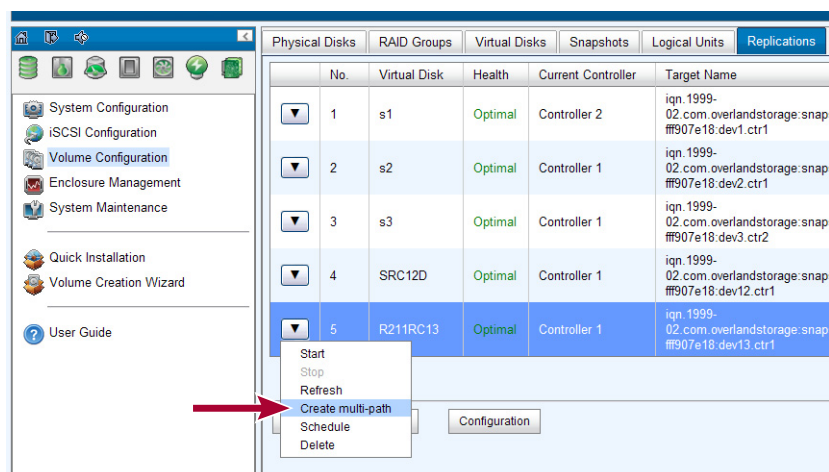 Physical Disks RAID Groups Virtual Disks Snapshots Logical Units Replications
No. Virtual Disk Health Current Controller Target Name
1 s1 Optimal Controller 2 iqn.1999-
02.com.overlandstorage:snap
fff907e18:dev1.ctr1
2 s2 Optimal Controller 1 iqn.1999-
02.com.overlandstorage:snap
fff907e18:dev2.ctr1
3 s3 Optimal Controller 1 iqn.1999-
02.com.overlandstorage:snap
fff907e18:dev3.ctr2
4 SRC12D Optimal Controller 1 iqn.1999-
02.com.overlandstorage:snap
fff907e18:dev12.ctr1
5 R211RC13 Optimal Controller 1 iqn.1999-
02.com.overlandstorage:snap
fff907e18:dev13.ctr1
System Configuration
iSCSI Configuration
Volume Configuration
Enclosure Management
System Maintenance
Quick Installation
Volume Creation Wizard
User Guide
Start
Stop
Refresh
Create multi-path
Schedule
Delete
Configuration